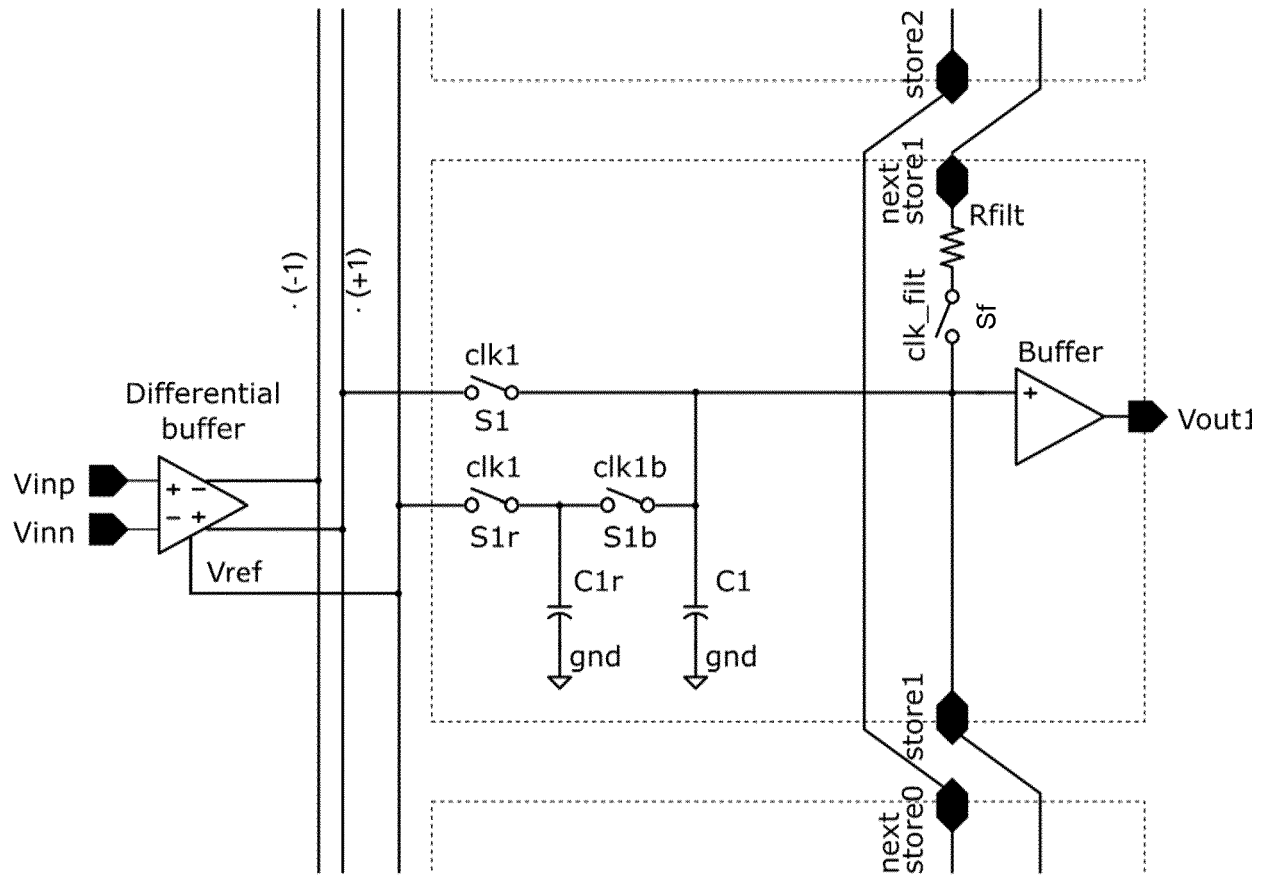 store2
next
store1
Rfilt
· (-1)
· (+1)
clk_filt
Sf
clk1
Buffer
+
Differential
buffer
S1
Vout1
clk1
clk1b
Vinp
+ −
Vinn
− +
S1r
S1b
Vref
C1r
C1
gnd
gnd
store1
next
store0